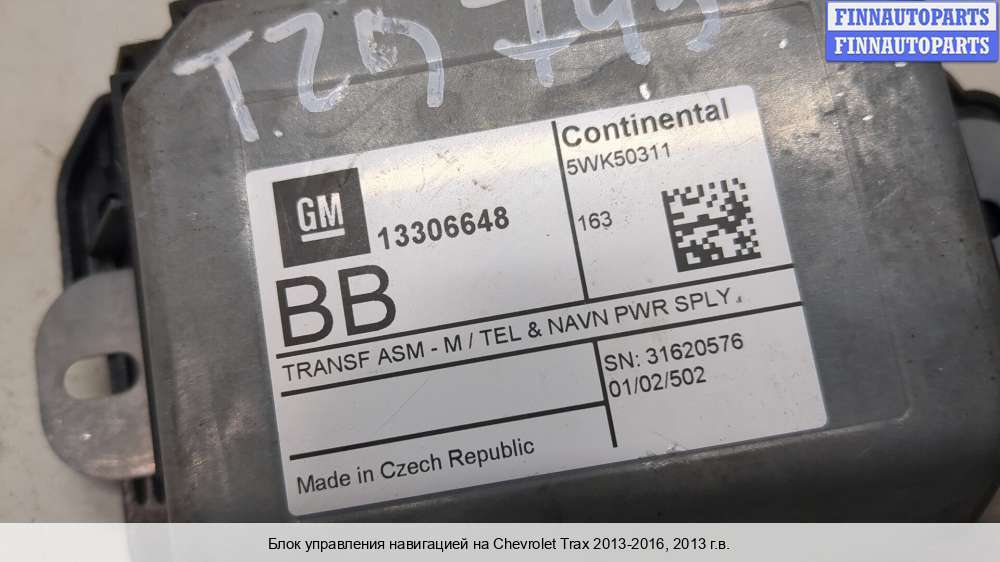 FINNAUTOPARTS
FINNAUTOPARTS
Continental
5WK50311
GM
13306648
163
BB
TRANSF ASM - M / TEL & NAVN PWR SPLY
SN: 31620576
01/02/502
Made in Czech Republic
Блок управления навигацией на Chevrolet Trax 2013-2016, 2013 г.в.